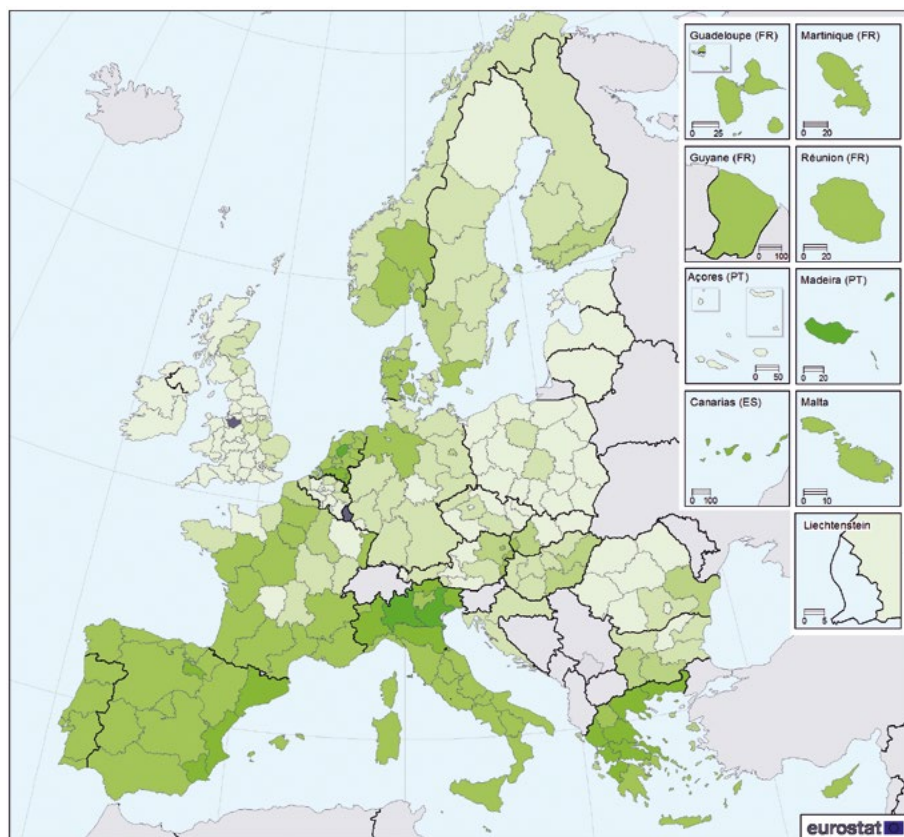 Guadeloupe (FR)
0 25
Martinique (FR)
0 20
Guyane (FR)
0 100
Réunion (FR)
0 20
Açores (PT)
0 50
Madeira (PT)
0 20
Canarias (ES)
0 100
Malta
0 10
Liechtenstein
0 5
eurostat